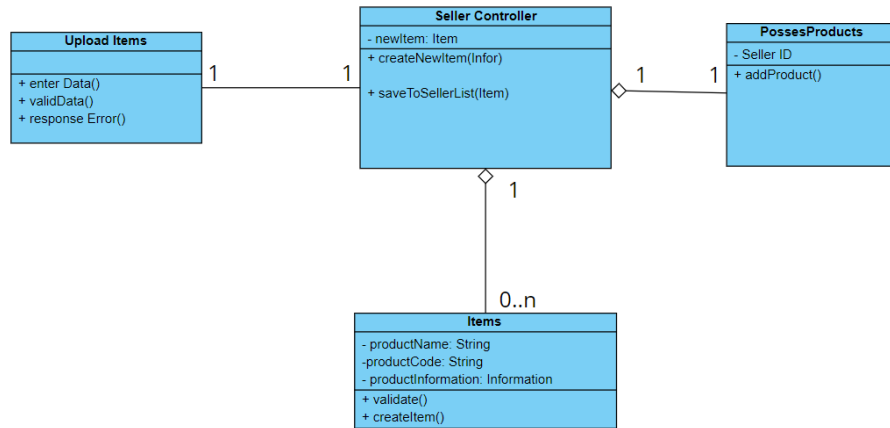 Upload Items
+ enter Data()
+ validData()
+ response Error()
1
1
Seller Controller
- newItem: Item
+ createNewItem(Infor)
+ saveToSellerList(Item)
1
1
PossesProducts
- Seller ID
+ addProduct()
1
0..n
Items
- productName: String
-productCode: String
- productInformation: Information
+ validate()
+ createItem()